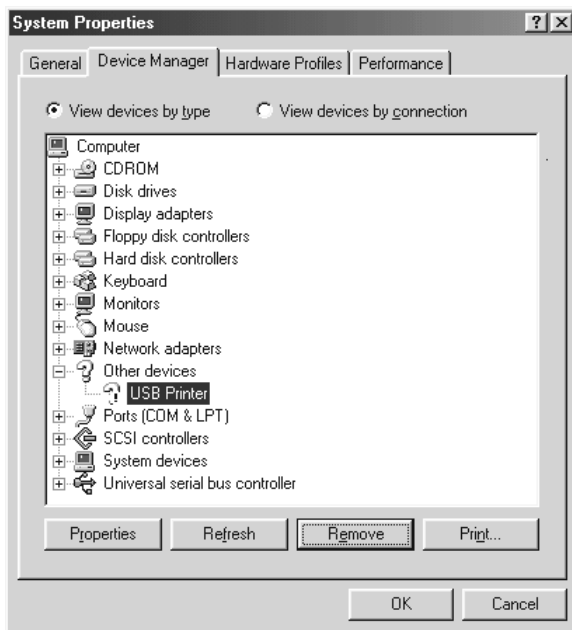 System Properties
General Device Manager Hardware Profiles Performance
View devices by type View devices by connection
Computer
CDROM
Disk drives
Display adapters
Floppy disk controllers
Hard disk controllers
Keyboard
Monitors
Mouse
Network adapters
Other devices
USB Printer
Ports (COM & LPT)
SCSI controllers
System devices
Universal serial bus controller
Properties Refresh Remove Print...
OK Cancel